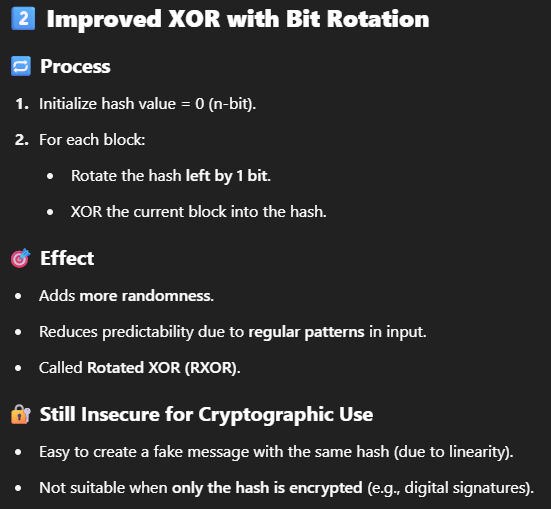 2 Improved XOR with Bit Rotation
Process
1. Initialize hash value = 0 (n-bit).
2. For each block:
• Rotate the hash left by 1 bit.
• XOR the current block into the hash.
Effect
• Adds more randomness.
• Reduces predictability due to regular patterns in input.
• Called Rotated XOR (RXOR).
Still Insecure for Cryptographic Use
• Easy to create a fake message with the same hash (due to linearity).
• Not suitable when only the hash is encrypted (e.g., digital signatures).